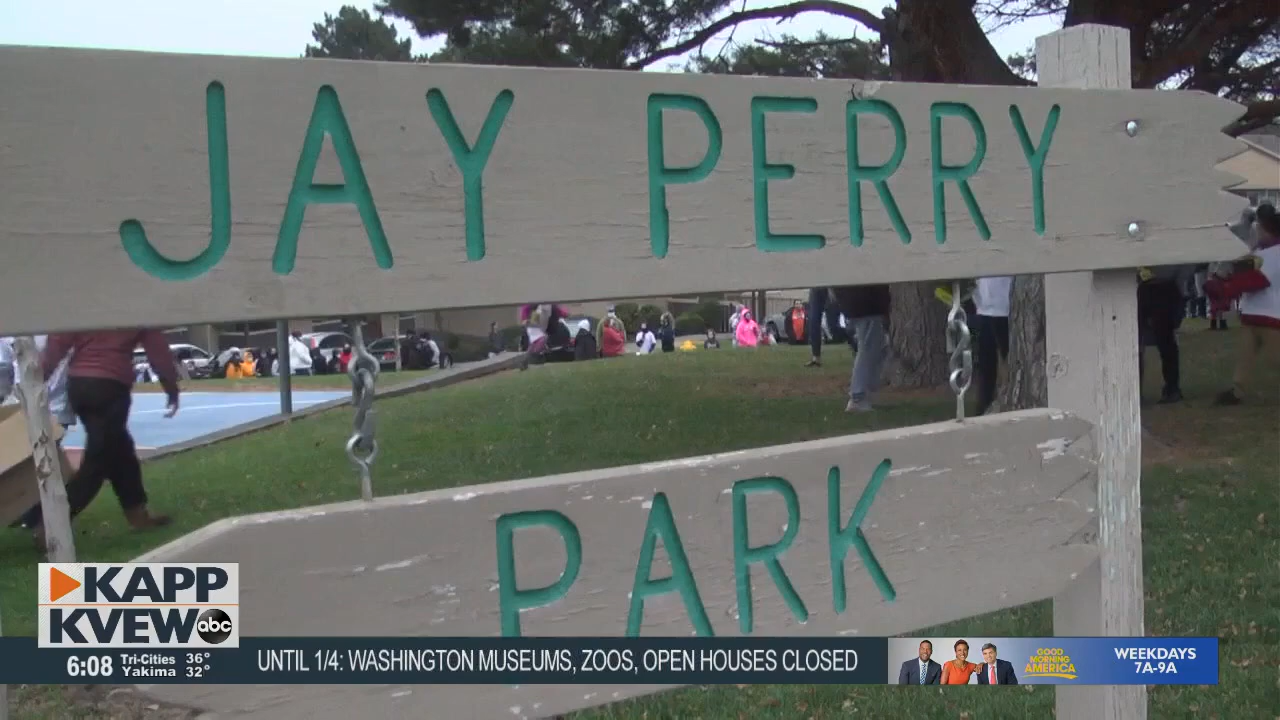 JAY PERRY
PARK
KAPP
KVEW abc
6:08 Tri-Cities 36°
Yakima 32°
UNTIL 1/4: WASHINGTON MUSEUMS, ZOOS, OPEN HOUSES CLOSED
GOOD
MORNING
AMERICA
WEEKDAYS
7A-9A